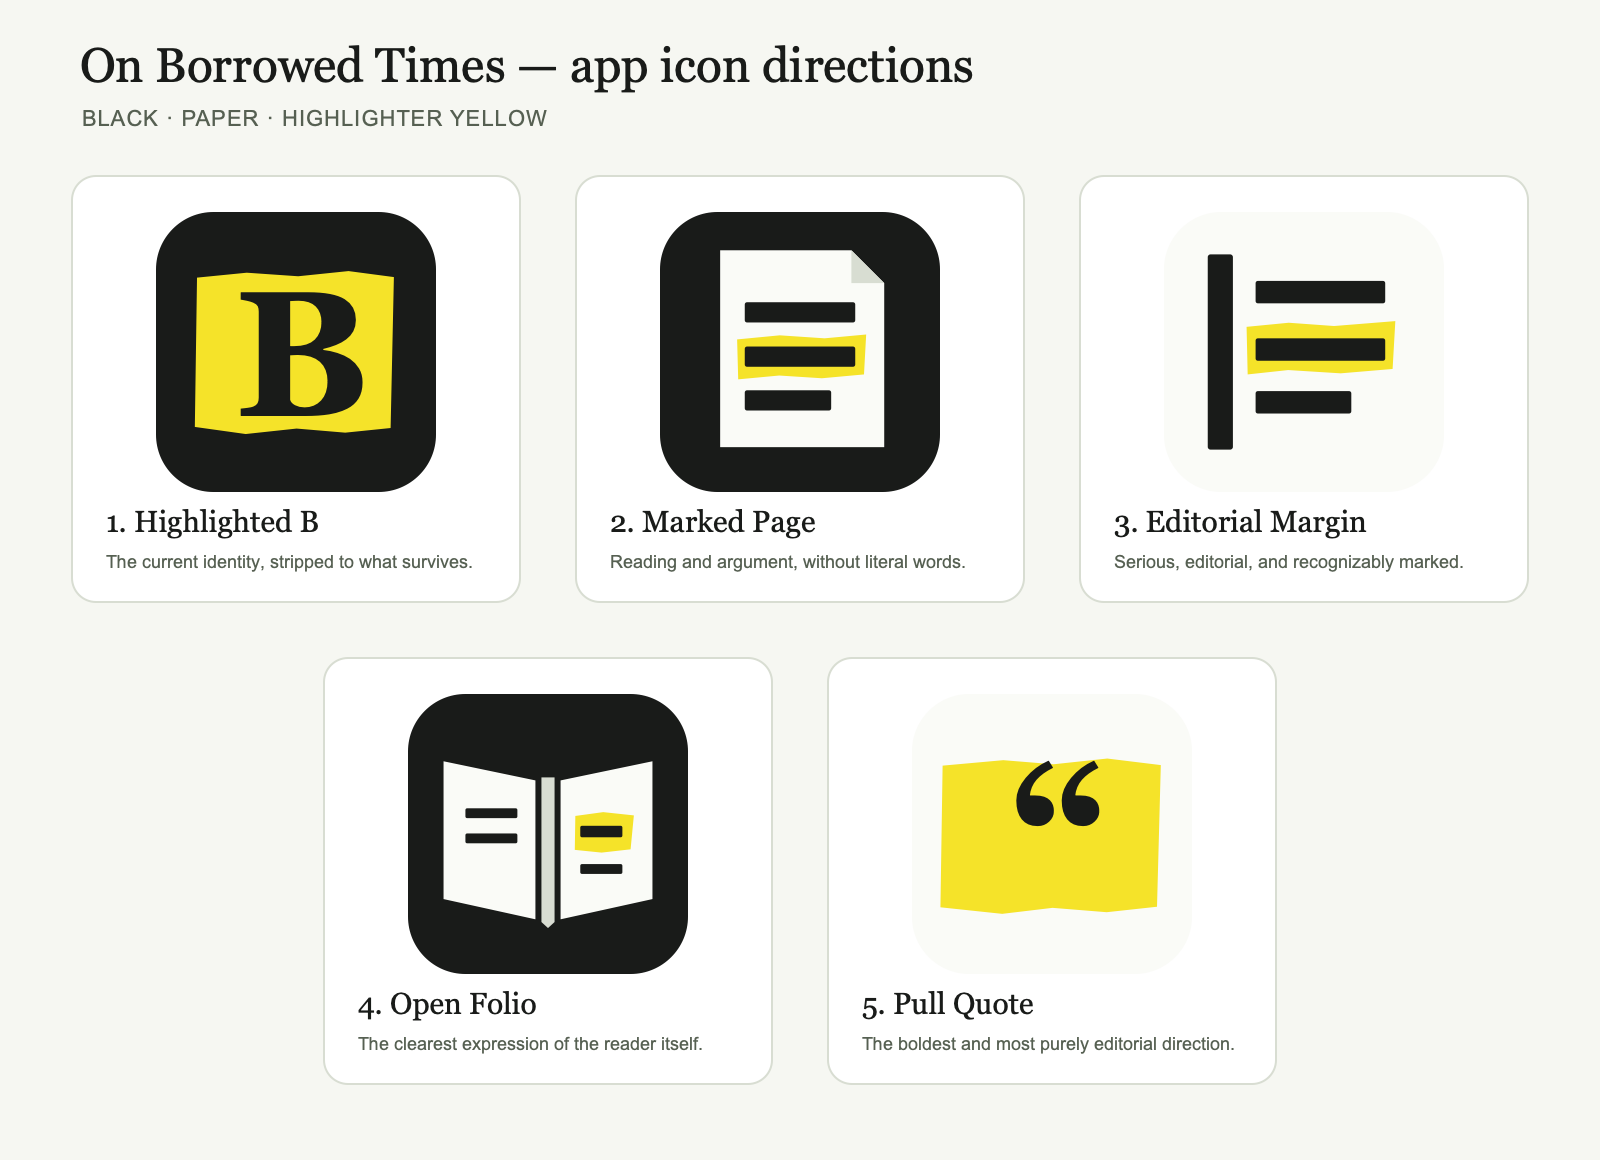 On Borrowed Times — app icon directions
BLACK · PAPER · HIGHLIGHTER YELLOW
B
1. Highlighted B
The current identity, stripped to what survives.
2. Marked Page
Reading and argument, without literal words.
3. Editorial Margin
Serious, editorial, and recognizably marked.
4. Open Folio
The clearest expression of the reader itself.
“
5. Pull Quote
The boldest and most purely editorial direction.